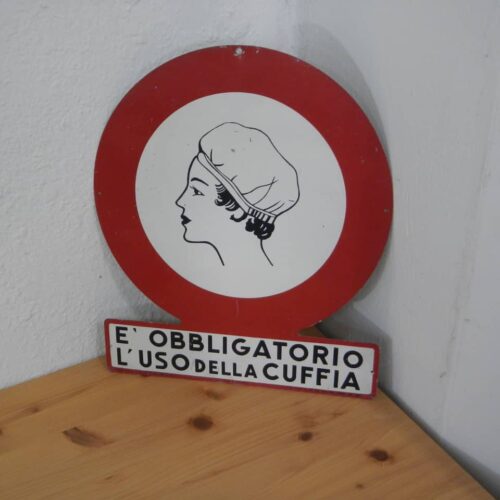 E' OBBLIGATORIO
L'USO DELLA CUFFIA